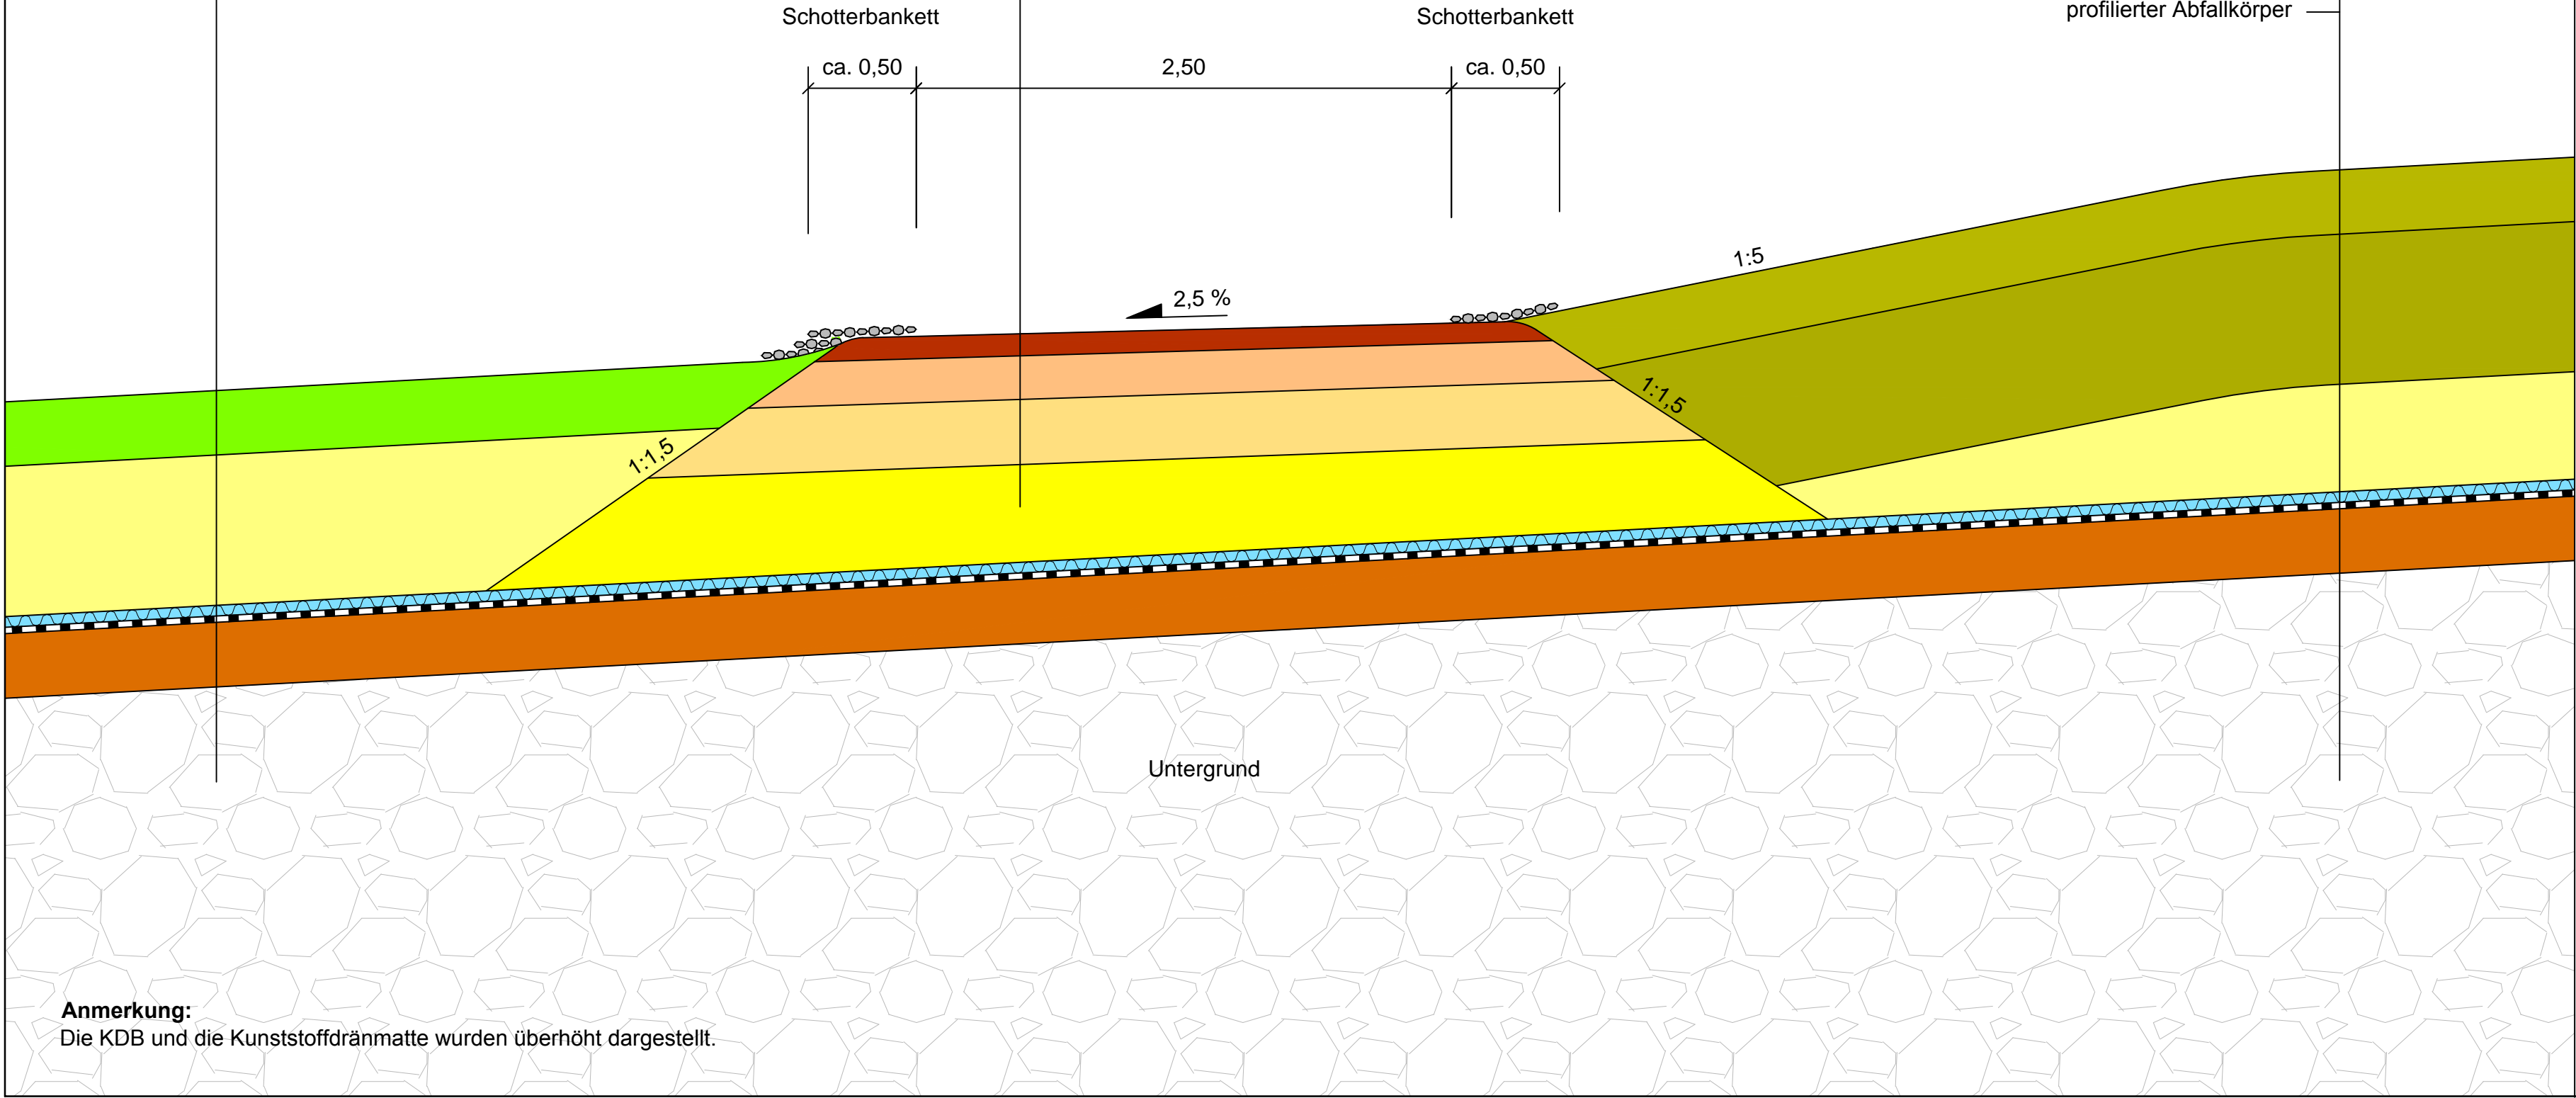 Schotterbankett
Schotterbankett
profilierter Abfallkörper
ca. 0,50
2,50
ca. 0,50
1:5
2,5 %
1:1,5
1:1,5
Untergrund
Anmerkung:
Die KDB und die Kunststoffdränmatte wurden überhöht dargestellt.